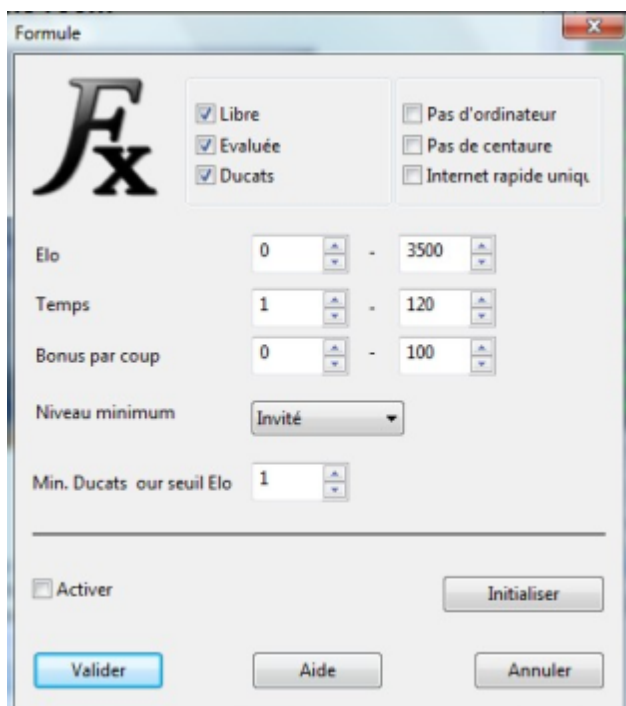 Formule
Fx
Libre
Evaluée
Ducats
Pas d'ordinateur
Pas de centaure
Internet rapide uniqu
Elo 0 - 3500
Temps 1 - 120
Bonus par coup 0 - 100
Niveau minimum Invité
Min. Ducats our seuil Elo 1
Activer
Initialiser
Valider Aide Annuler